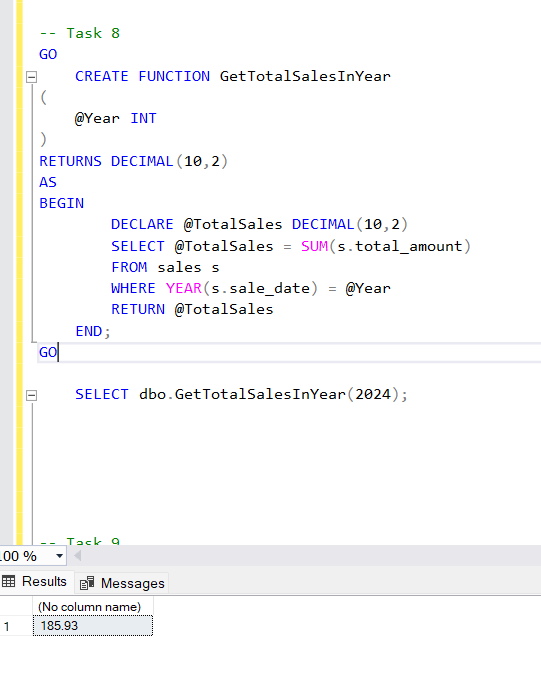 -- Task 8
GO
CREATE FUNCTION GetTotalSalesInYear
(
@Year INT
)
RETURNS DECIMAL(10,2)
AS
BEGIN
DECLARE @TotalSales DECIMAL(10,2)
SELECT @TotalSales = SUM(s.total_amount)
FROM sales s
WHERE YEAR(s.sale_date) = @Year
RETURN @TotalSales
END;
GO
SELECT dbo.GetTotalSalesInYear(2024);
-- Task 9
100 %
Results Messages
(No column name)
1 185.93